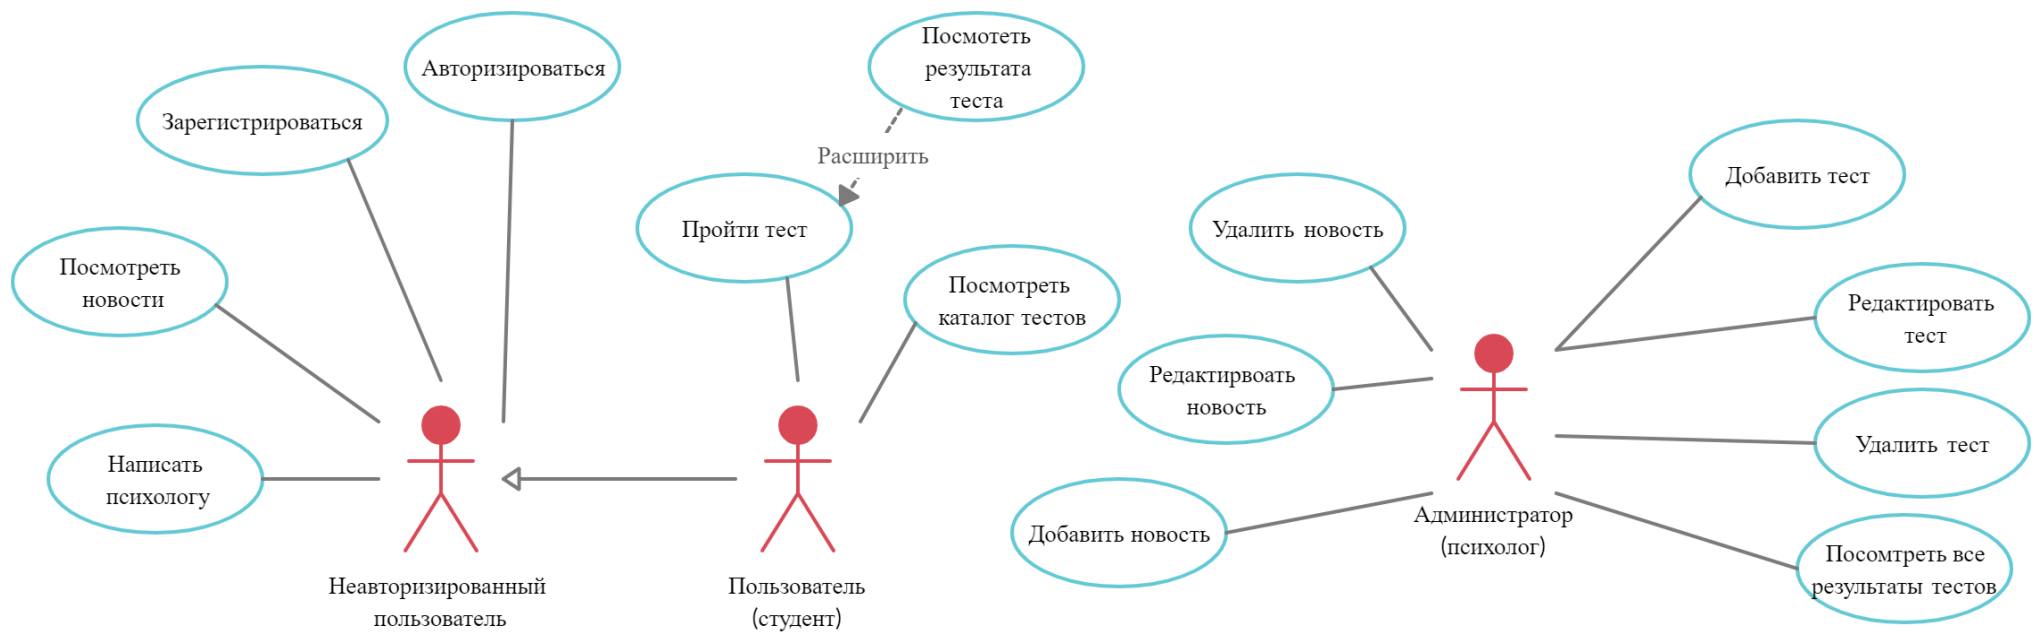 Авторизироваться
Зарегистрироваться
Посмотреть
новости
Написать
психологу
Неавторизированный
пользователь
Посмотеть
результата
теста
Расширить
Пройти тест
Посмотреть
каталог тестов
Пользователь
(студент)
Удалить новость
Редактирвоать
новость
Добавить новость
Администратор
(психолог)
Добавить тест
Редактировать
тест
Удалить тест
Посомтреть все
результаты тестов